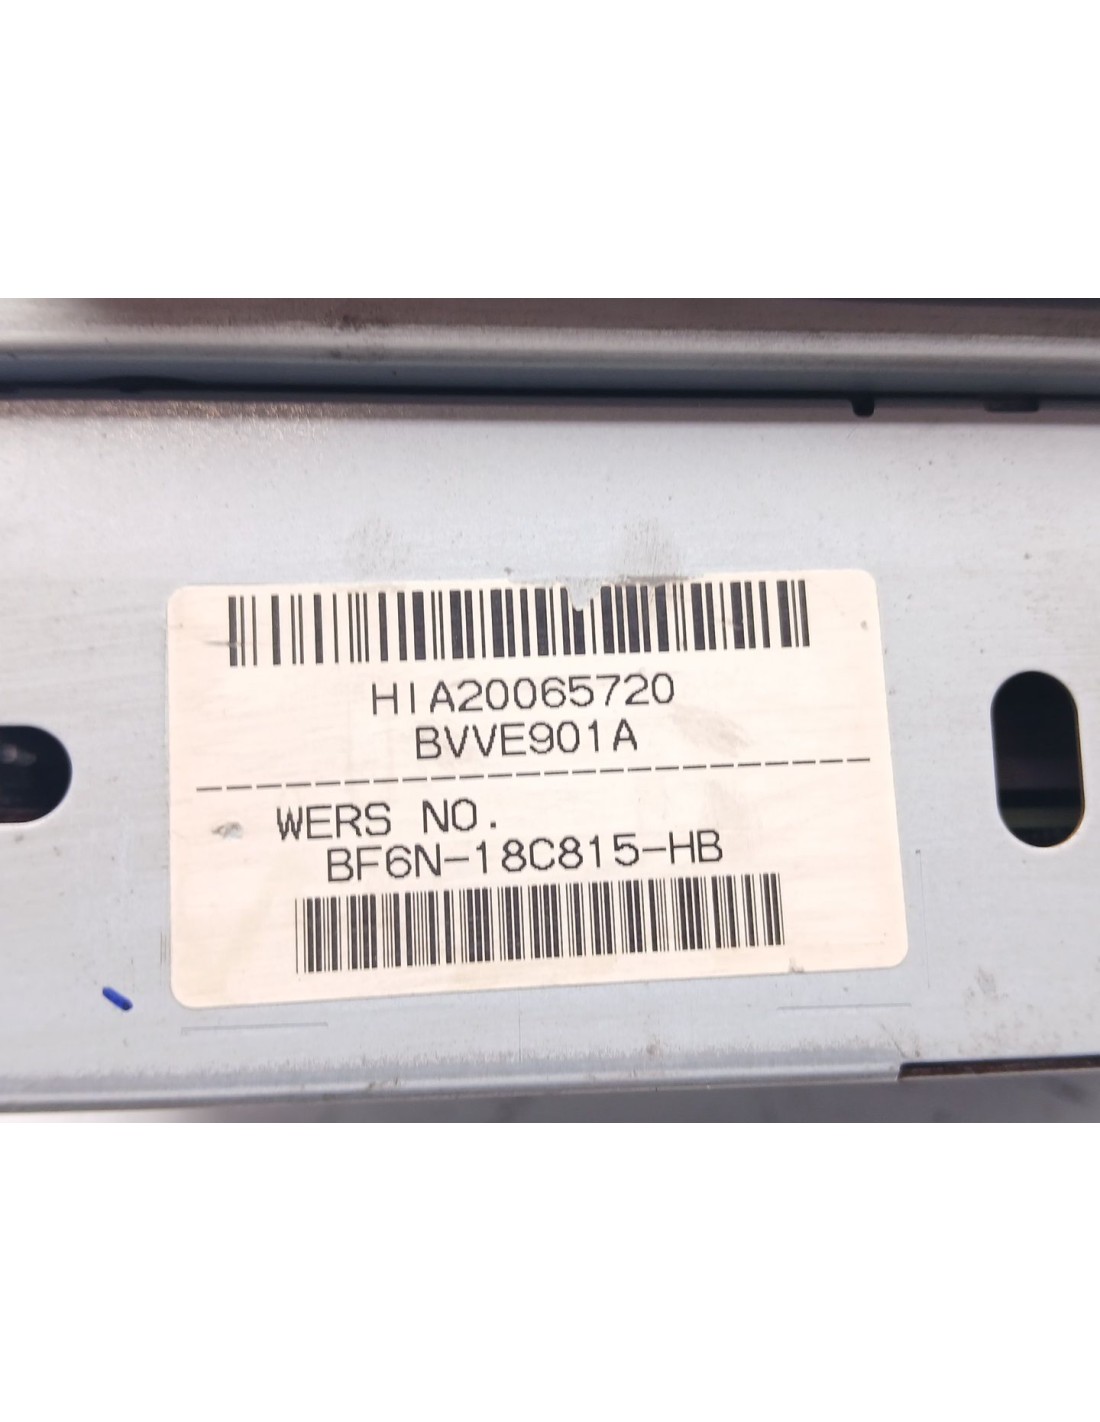 HIA20065720
BVVE901A
WERS NO.
BF6N-18C815-HB